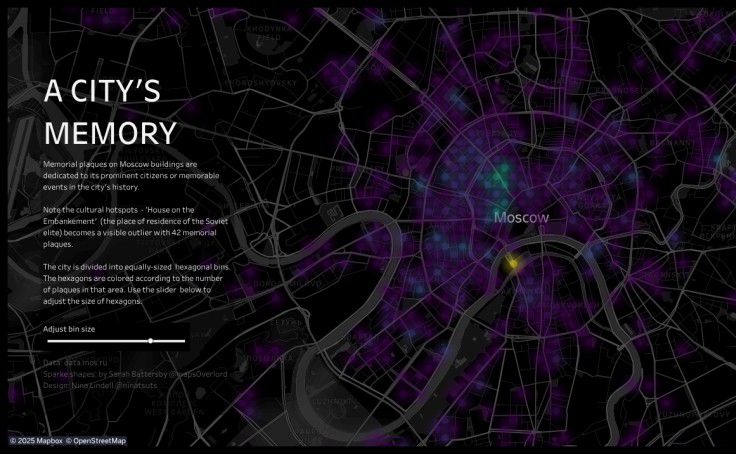 A CITY'S
MEMORY
Memorial plaques on Moscow buildings are
dedicated to its prominent citizens or memorable
events in the city's history.
Note the cultural hotspots - 'House on the
Embankement' (the place of residence of the Soviet
elite) becomes a visible outlier with 42 memorial
plaques.
The city is divided into equally-sized hexagonal bins.
The hexagons are colored according to the number
of plaques in that area. Use the slider below to
adjust the size of hexagons.
Adjust bin size
Data: data.mos.ru
Sparke shapes: by Sarah Battersby @mapsOverlord
Design: Nina Lindell @ninatsuts
© 2025 Mapbox © OpenStreetMap
KHODYNKA
FIELD
Moscow
LUZHNIKI